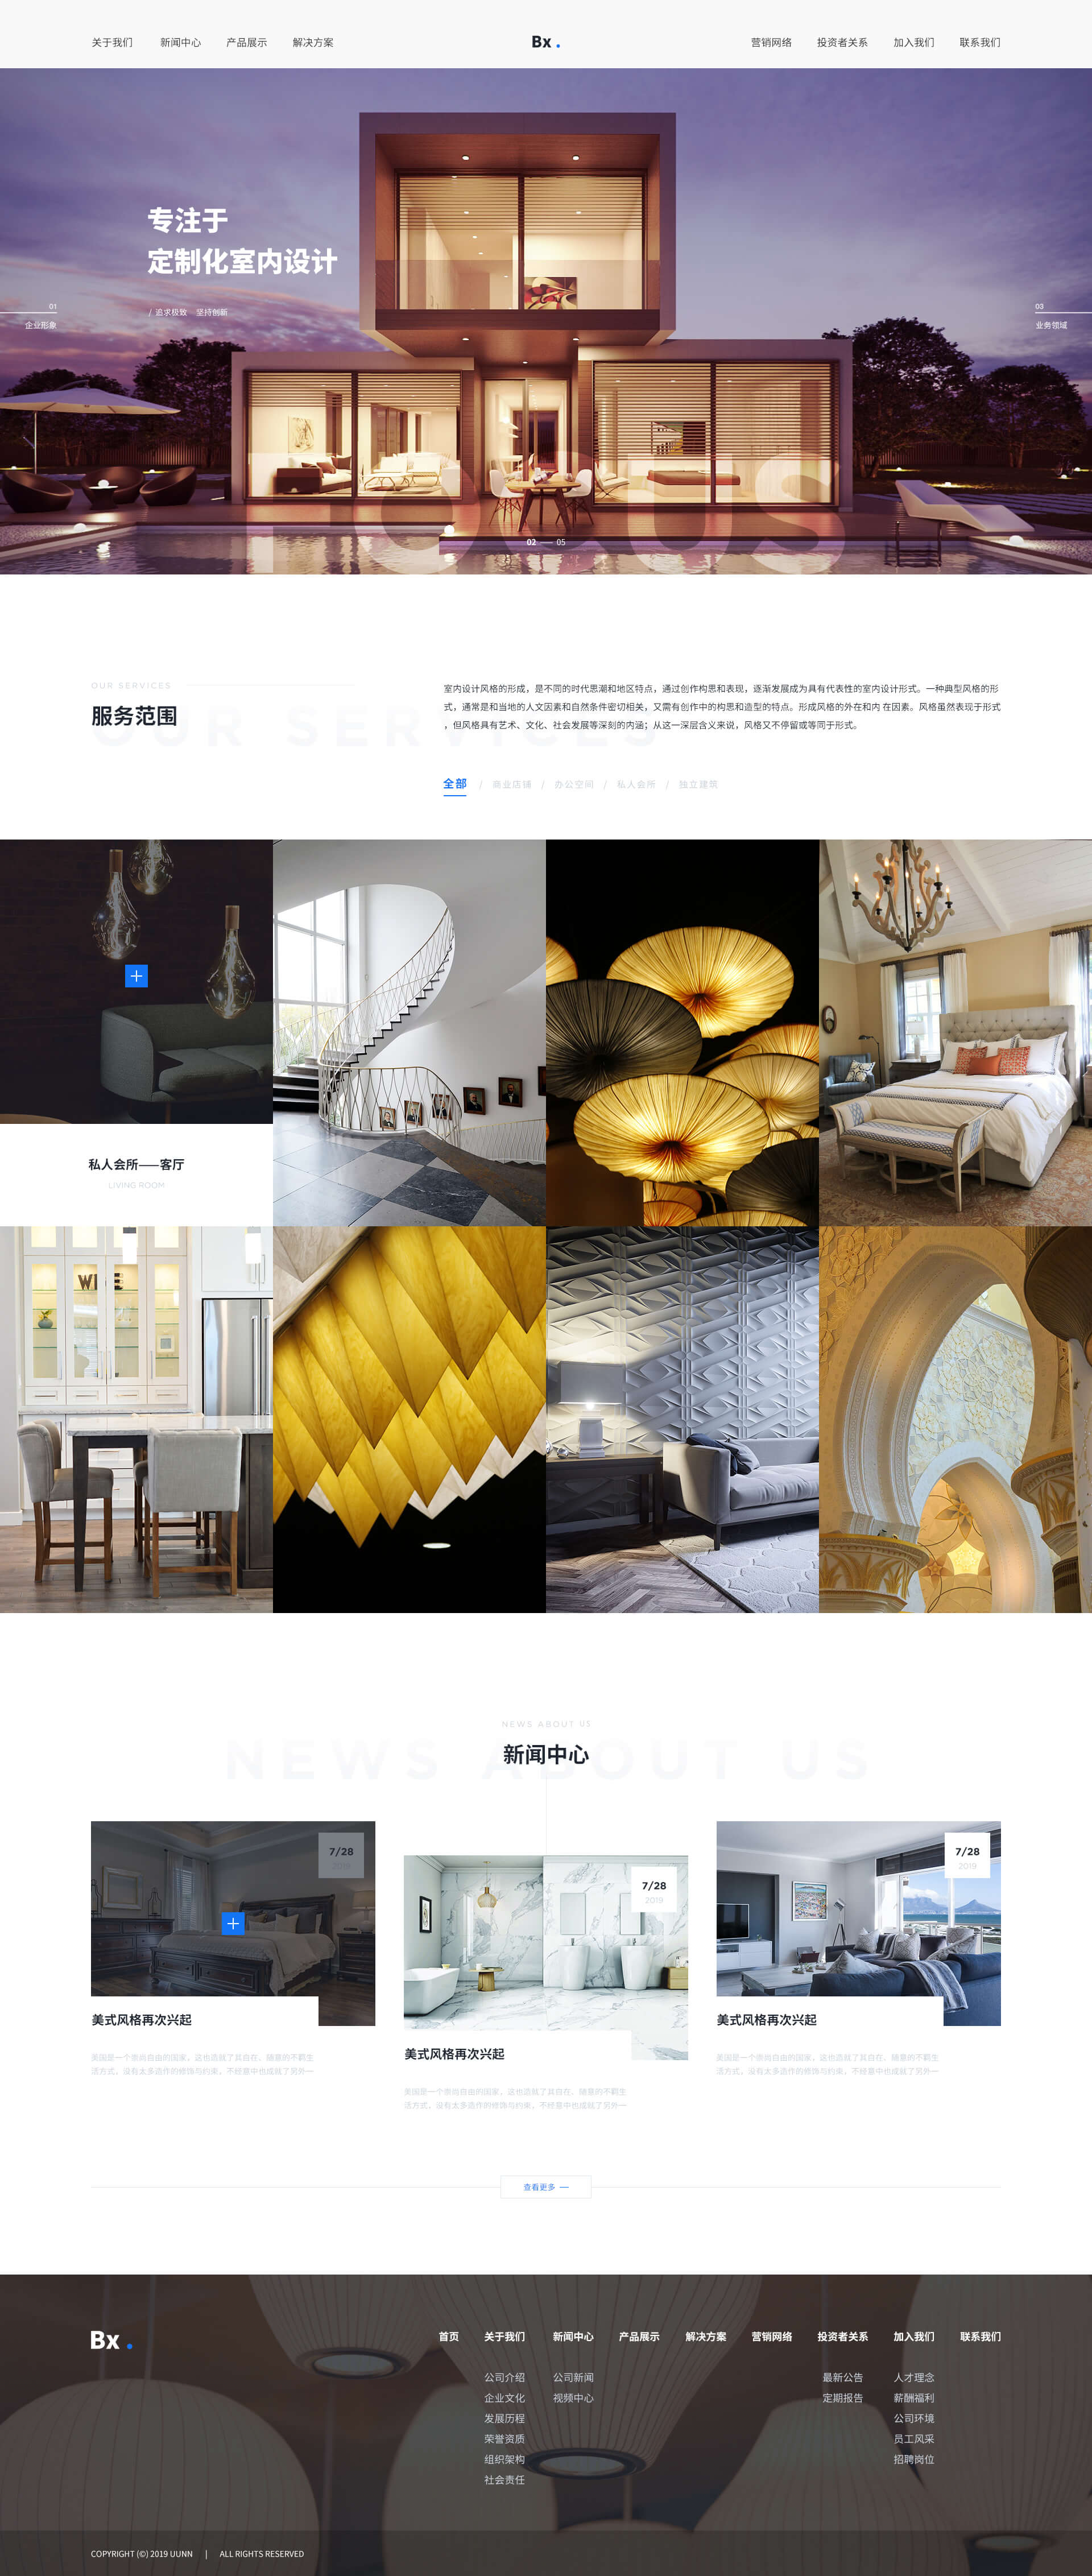 关于我们 新闻中心 产品展示 解决方案 Bx . 营销网络 投资者关系 加入我们 联系我们
专注于
定制化室内设计
/ 追求极致 坚持创新
01
企业形象
03
业务领域
02 — 05
OUR SERVICES
OUR SERVICES
服务范围
室内设计风格的形成，是不同的时代思潮和地区特点，通过创作构思和表现，逐渐发展成为具有代表性的室内设计形式。一种典型风格的形
式，通常是和当地的人文因素和自然条件密切相关，又需有创作中的构思和造型的特点。形成风格的外在和内 在因素。风格虽然表现于形式
，但风格具有艺术、文化、社会发展等深刻的内涵；从这一深层含义来说，风格又不停留或等同于形式。
全部 / 商业店铺 / 办公空间 / 私人会所 / 独立建筑
私人会所——客厅
LIVING ROOM
NEWS ABOUT US
NEWS ABOUT US
新闻中心
7/28
2019
美式风格再次兴起
美国是一个崇尚自由的国家，这也造就了其自在、随意的不羁生
活方式，没有太多造作的修饰与约束，不经意中也成就了另外一
7/28
2019
美式风格再次兴起
美国是一个崇尚自由的国家，这也造就了其自在、随意的不羁生
活方式，没有太多造作的修饰与约束，不经意中也成就了另外一
7/28
2019
美式风格再次兴起
美国是一个崇尚自由的国家，这也造就了其自在、随意的不羁生
活方式，没有太多造作的修饰与约束，不经意中也成就了另外一
查看更多 —
Bx .
首页 关于我们 新闻中心 产品展示 解决方案 营销网络 投资者关系 加入我们 联系我们
公司介绍 公司新闻 最新公告 人才理念
企业文化 视频中心 定期报告 薪酬福利
发展历程 公司环境
荣誉资质 员工风采
组织架构 招聘岗位
社会责任
COPYRIGHT (©) 2019 UUNN | ALL RIGHTS RESERVED